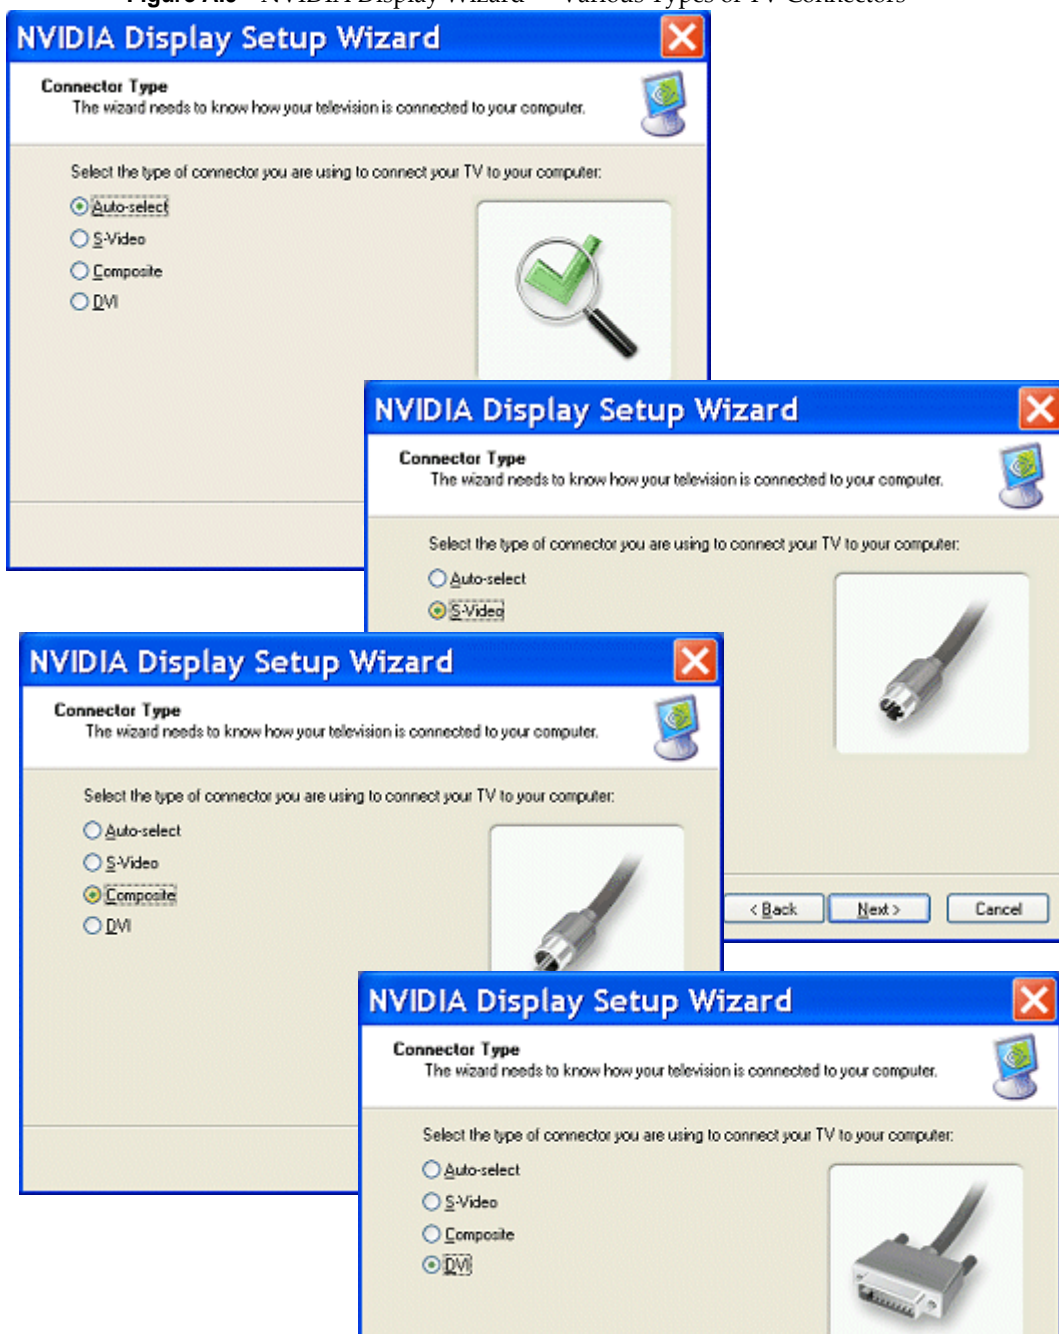 NVIDIA Display Wizard — Various Types of TV Connectors
NVIDIA Display Setup Wizard
Connector Type
The wizard needs to know how your television is connected to your computer.
Select the type of connector you are using to connect your TV to your computer:
Auto-select
S-Video
Composite
DVI
NVIDIA Display Setup Wizard
Connector Type
The wizard needs to know how your television is connected to your computer.
Select the type of connector you are using to connect your TV to your computer:
Auto-select
S-Video
< Back Next > Cancel
NVIDIA Display Setup Wizard
Connector Type
The wizard needs to know how your television is connected to your computer.
Select the type of connector you are using to connect your TV to your computer:
Auto-select
S-Video
Composite
DVI
NVIDIA Display Setup Wizard
Connector Type
The wizard needs to know how your television is connected to your computer.
Select the type of connector you are using to connect your TV to your computer:
Auto-select
S-Video
Composite
DVI